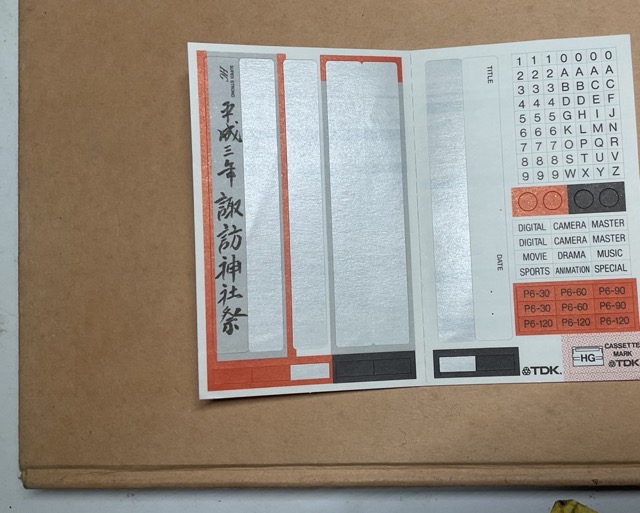 SUPER STRONG
HG
平成三年 諏訪神社祭
TITLE
DATE
1 1 1 0 0 0 0
2 2 2 A A A A
3 3 3 B B C C
4 4 4 D D E F
5 5 5 G H I J
6 6 6 K L M N
7 7 7 O P Q R
8 8 8 S T U V
9 9 9 W X Y Z
DIGITAL CAMERA MASTER
DIGITAL CAMERA MASTER
MOVIE DRAMA MUSIC
SPORTS ANIMATION SPECIAL
P6-30 P6-60 P6-90
P6-30 P6-60 P6-90
P6-120 P6-120 P6-120
TDK.
HG
CASSETTE
MARK
TDK